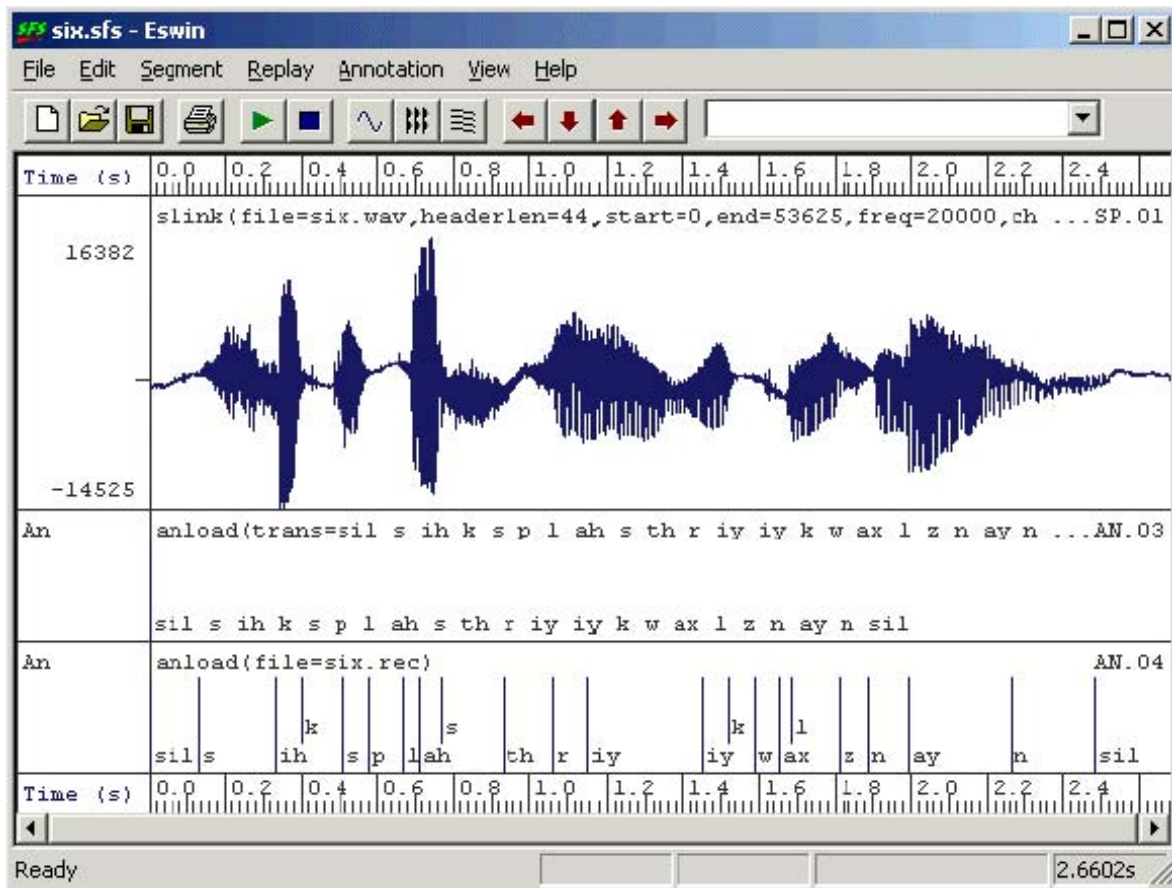 SFS six.sfs - Eswin
File Edit Segment Replay Annotation View Help
Time (s) 0.0 0.2 0.4 0.6 0.8 1.0 1.2 1.4 1.6 1.8 2.0 2.2 2.4
slink(file=six.wav,headerlen=44,start=0,end=53625,freq=20000,ch ...SP.01
16382
-14525
An anload(trans=sil s ih k s p l ah s th r iy iy k w ax l z n ay n ...AN.03
sil s ih k s p l ah s th r iy iy k w ax l z n ay n sil
An anload(file=six.rec) AN.04
k s k l
sil s ih s p l ah th r iy iy w ax z n ay n sil
Time (s) 0.0 0.2 0.4 0.6 0.8 1.0 1.2 1.4 1.6 1.8 2.0 2.2 2.4
Ready 2.6602s